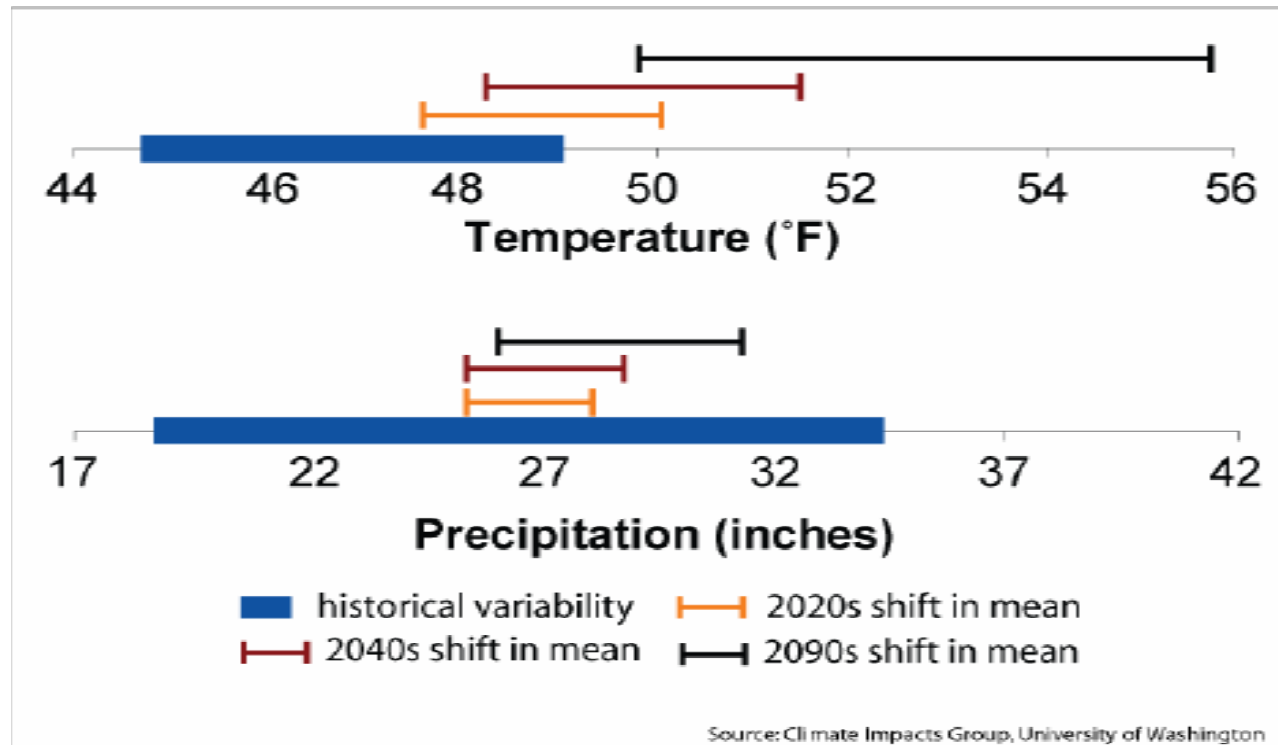 44 46 48 50 52 54 56
Temperature (˚F)
17 22 27 32 37 42
Precipitation (inches)
historical variability 2020s shift in mean
2040s shift in mean 2090s shift in mean
Source: Climate Impacts Group, University of Washington